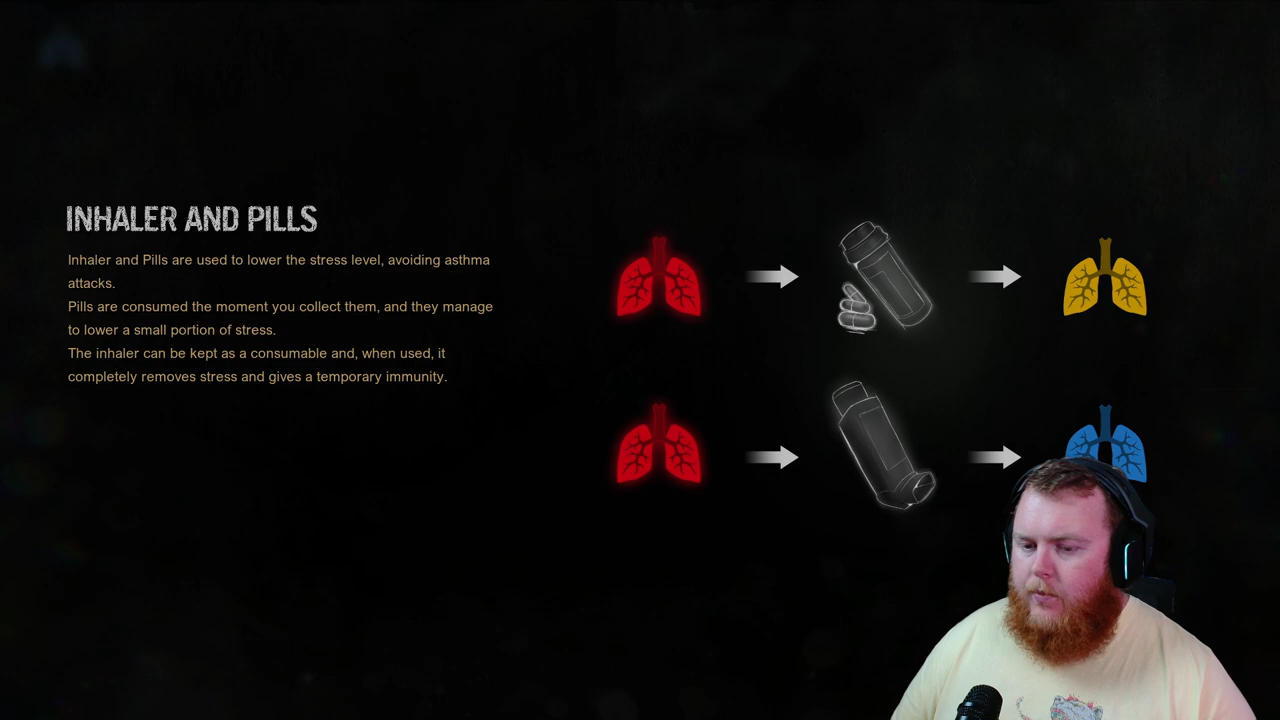 INHALER AND PILLS
Inhaler and Pills are used to lower the stress level, avoiding asthma
attacks.
Pills are consumed the moment you collect them, and they manage
to lower a small portion of stress.
The inhaler can be kept as a consumable and, when used, it
completely removes stress and gives a temporary immunity.